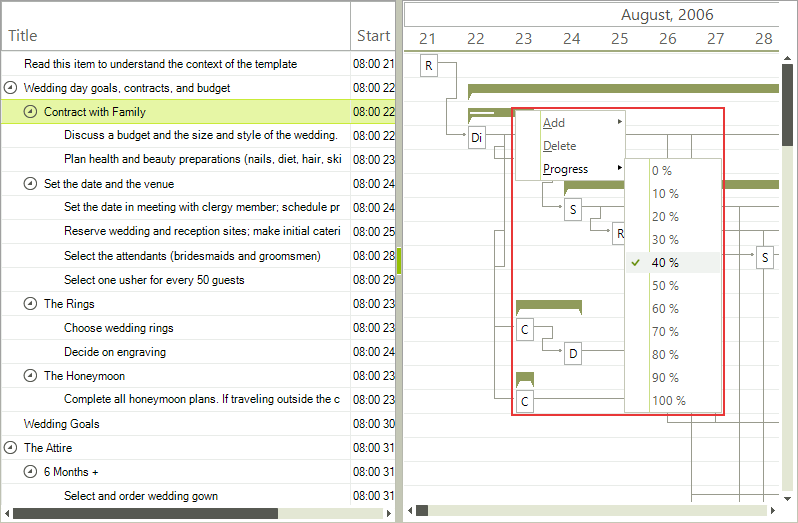 Title Start
Read this item to understand the context of the template 08:00 21
Wedding day goals, contracts, and budget 08:00 22
Contract with Family 08:00 22
Discuss a budget and the size and style of the wedding. 08:00 22
Plan health and beauty preparations (nails, diet, hair, ski 08:00 23
Set the date and the venue 08:00 24
Set the date in meeting with clergy member; schedule pr 08:00 24
Reserve wedding and reception sites; make initial cateri 08:00 25
Select the attendants (bridesmaids and groomsmen) 08:00 28
Select one usher for every 50 guests 08:00 29
The Rings 08:00 23
Choose wedding rings 08:00 23
Decide on engraving 08:00 24
The Honeymoon 08:00 23
Complete all honeymoon plans. If traveling outside the c 08:00 23
Wedding Goals 08:00 30
The Attire 08:00 31
6 Months + 08:00 31
Select and order wedding gown 08:00 31
August, 2006
21 22 23 24 25 26 27 28
R
Di
S
R
S
C
D
C
Add
Delete
Progress
0 %
10 %
20 %
30 %
40 %
50 %
60 %
70 %
80 %
90 %
100 %